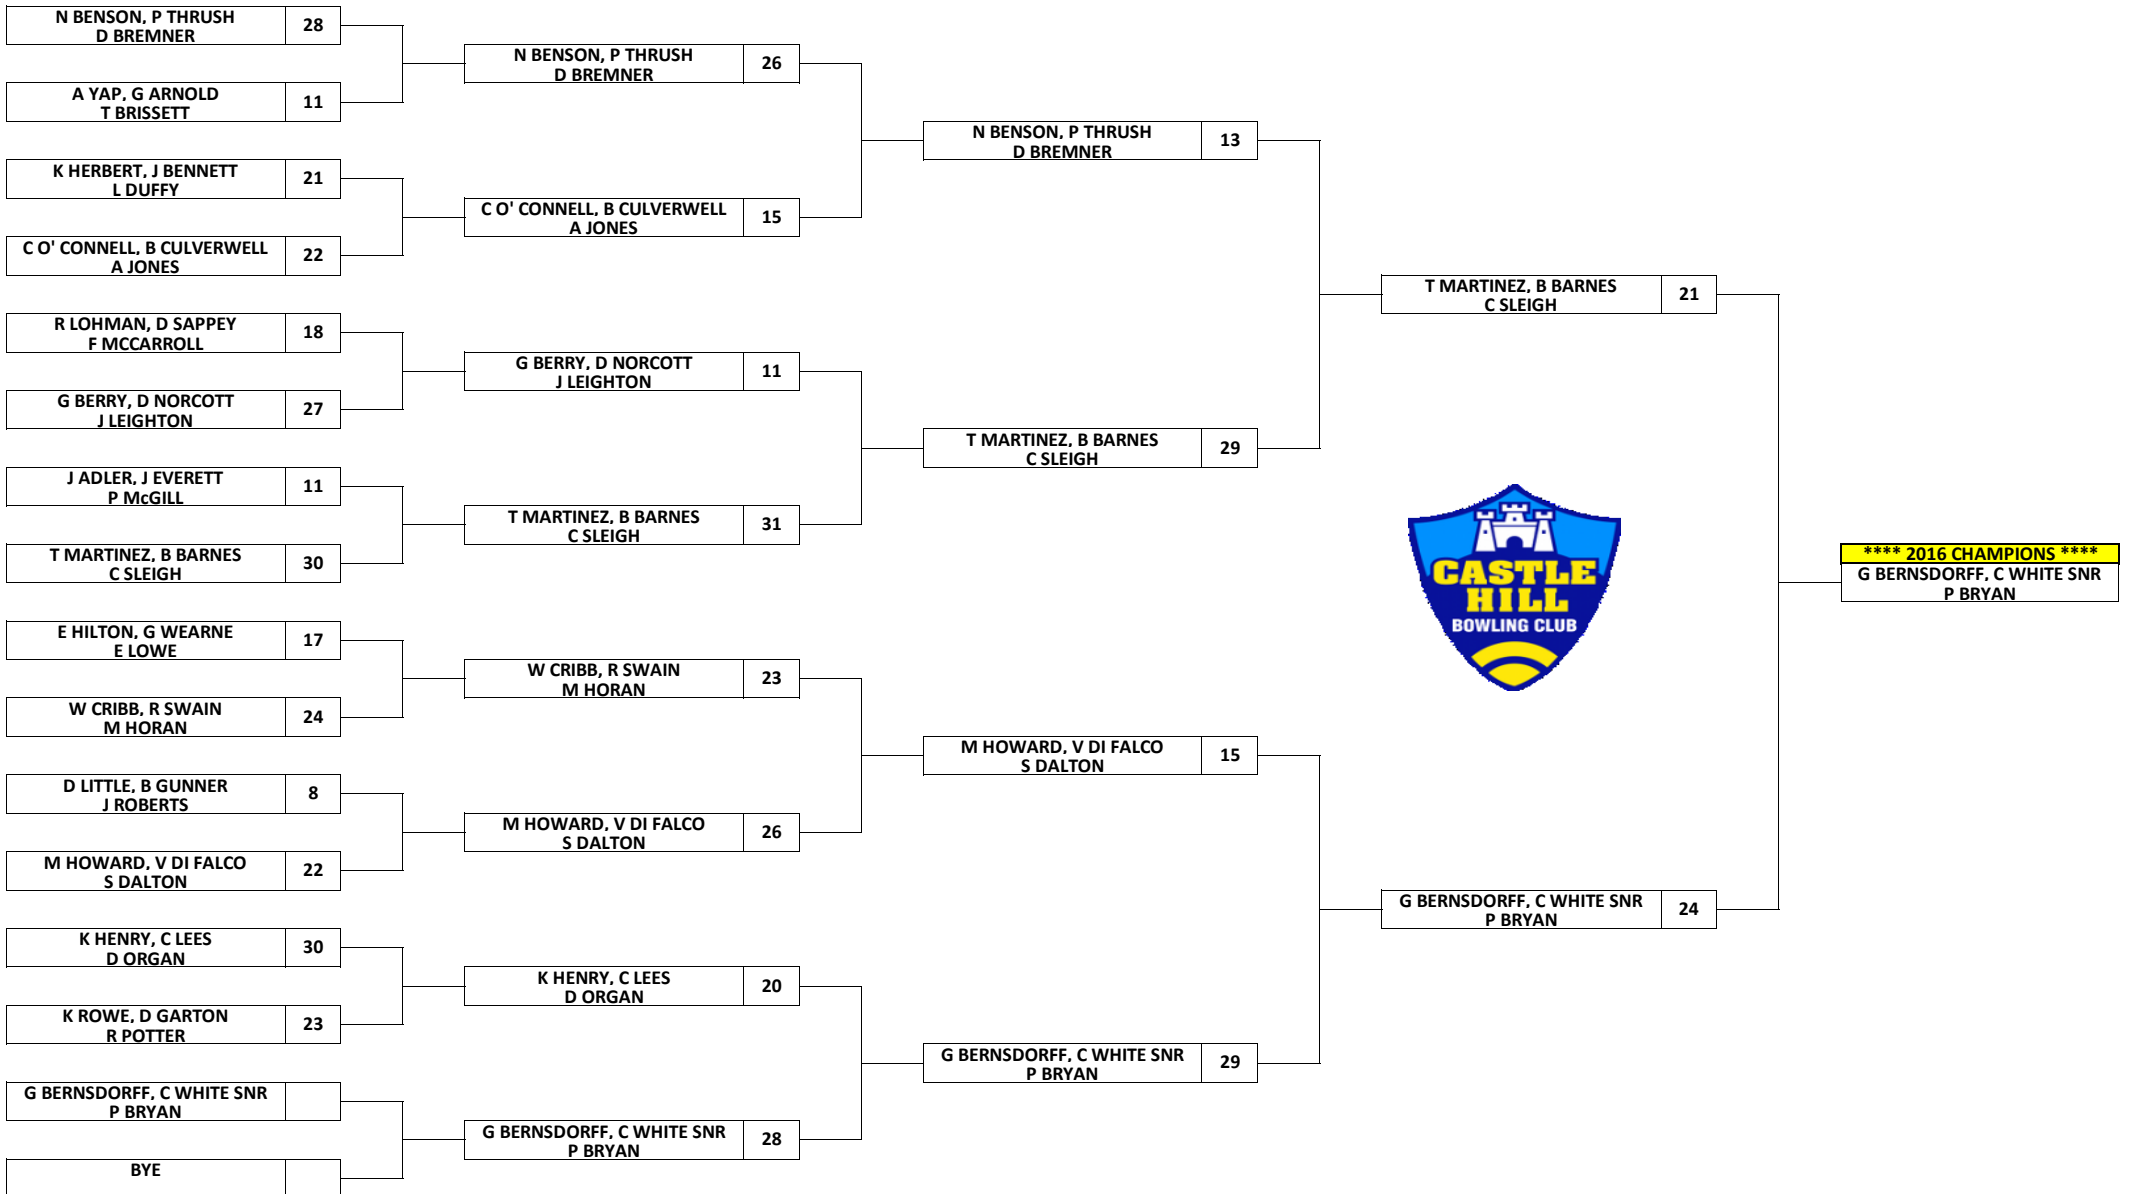 N BENSON, P THRUSH
D BREMNER
28
A YAP, G ARNOLD
T BRISSETT
11
K HERBERT, J BENNETT
L DUFFY
21
C O' CONNELL, B CULVERWELL
A JONES
22
R LOHMAN, D SAPPEY
F MCCARROLL
18
G BERRY, D NORCOTT
J LEIGHTON
27
J ADLER, J EVERETT
P McGILL
11
T MARTINEZ, B BARNES
C SLEIGH
30
E HILTON, G WEARNE
E LOWE
17
W CRIBB, R SWAIN
M HORAN
24
D LITTLE, B GUNNER
J ROBERTS
8
M HOWARD, V DI FALCO
S DALTON
22
K HENRY, C LEES
D ORGAN
30
K ROWE, D GARTON
R POTTER
23
G BERNSDORFF, C WHITE SNR
P BRYAN
BYE
N BENSON, P THRUSH
D BREMNER
26
C O' CONNELL, B CULVERWELL
A JONES
15
G BERRY, D NORCOTT
J LEIGHTON
11
T MARTINEZ, B BARNES
C SLEIGH
31
W CRIBB, R SWAIN
M HORAN
23
M HOWARD, V DI FALCO
S DALTON
26
K HENRY, C LEES
D ORGAN
20
G BERNSDORFF, C WHITE SNR
P BRYAN
28
N BENSON, P THRUSH
D BREMNER
13
T MARTINEZ, B BARNES
C SLEIGH
29
M HOWARD, V DI FALCO
S DALTON
15
G BERNSDORFF, C WHITE SNR
P BRYAN
29
T MARTINEZ, B BARNES
C SLEIGH
21
CASTLE
HILL
BOWLING CLUB
G BERNSDORFF, C WHITE SNR
P BRYAN
24
**** 2016 CHAMPIONS ****
G BERNSDORFF, C WHITE SNR
P BRYAN